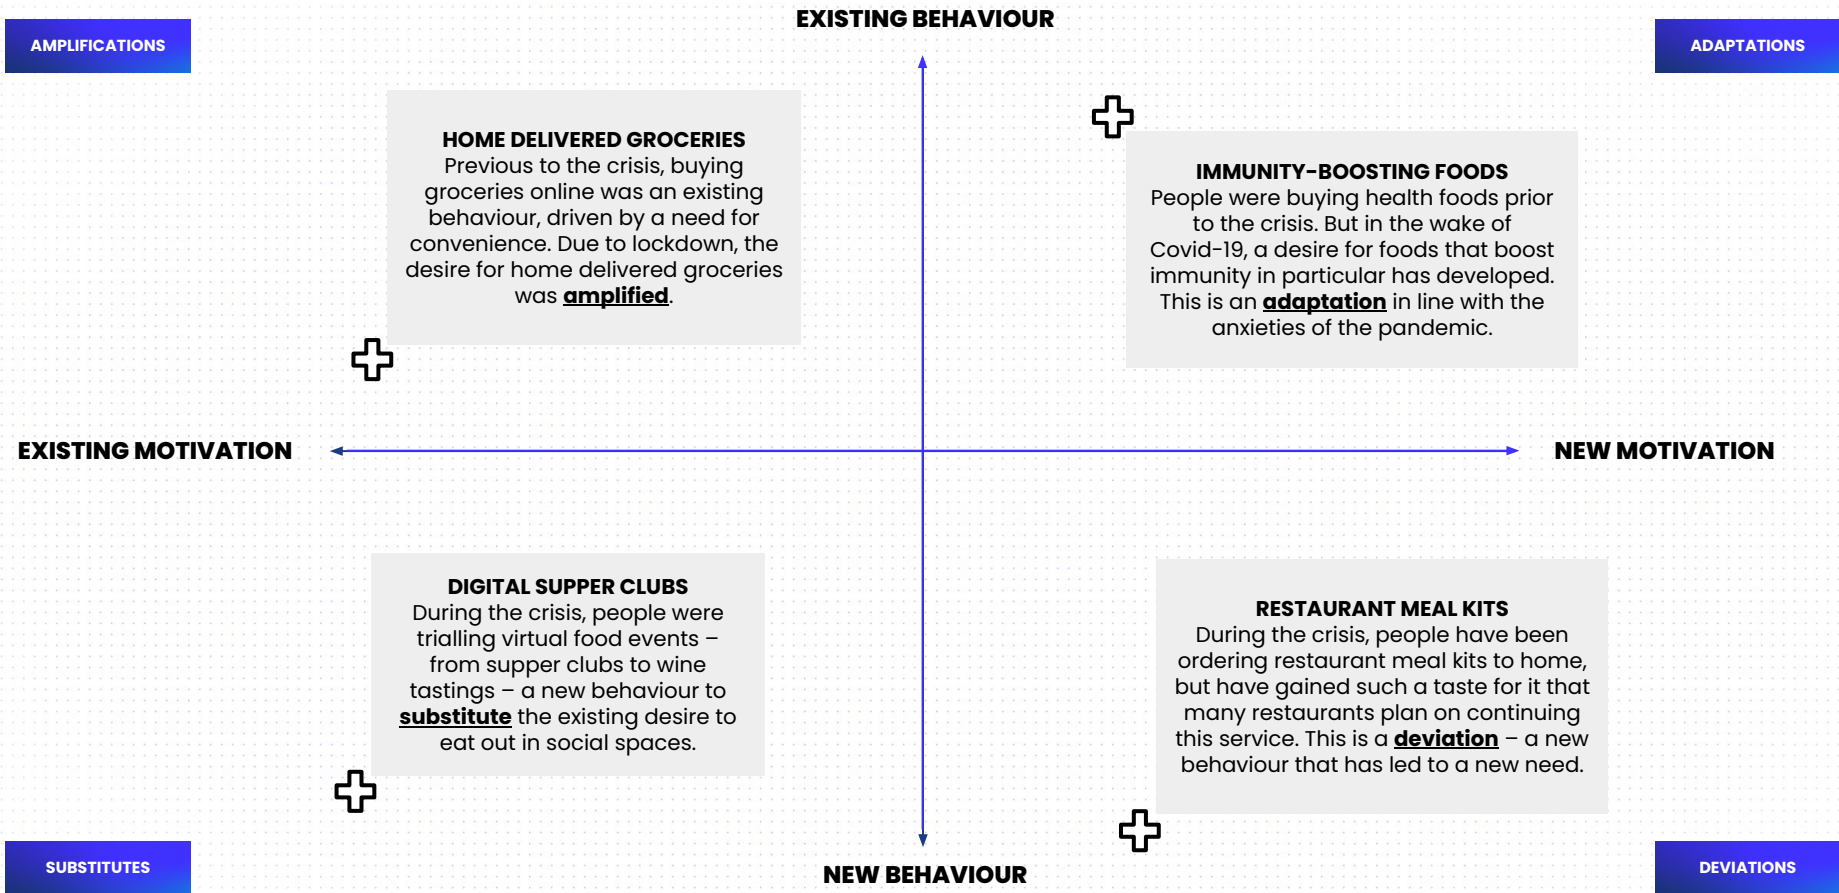 EXISTING BEHAVIOUR
AMPLIFICATIONS
ADAPTATIONS
HOME DELIVERED GROCERIES
Previous to the crisis, buying
groceries online was an existing
behaviour, driven by a need for
convenience. Due to lockdown, the
desire for home delivered groceries
was amplified.
IMMUNITY-BOOSTING FOODS
People were buying health foods prior
to the crisis. But in the wake of
Covid-19, a desire for foods that boost
immunity in particular has developed.
This is an adaptation in line with the
anxieties of the pandemic.
EXISTING MOTIVATION
NEW MOTIVATION
DIGITAL SUPPER CLUBS
During the crisis, people were
trialling virtual food events –
from supper clubs to wine
tastings – a new behaviour to
substitute the existing desire to
eat out in social spaces.
RESTAURANT MEAL KITS
During the crisis, people have been
ordering restaurant meal kits to home,
but have gained such a taste for it that
many restaurants plan on continuing
this service. This is a deviation – a new
behaviour that has led to a new need.
SUBSTITUTES
NEW BEHAVIOUR
DEVIATIONS